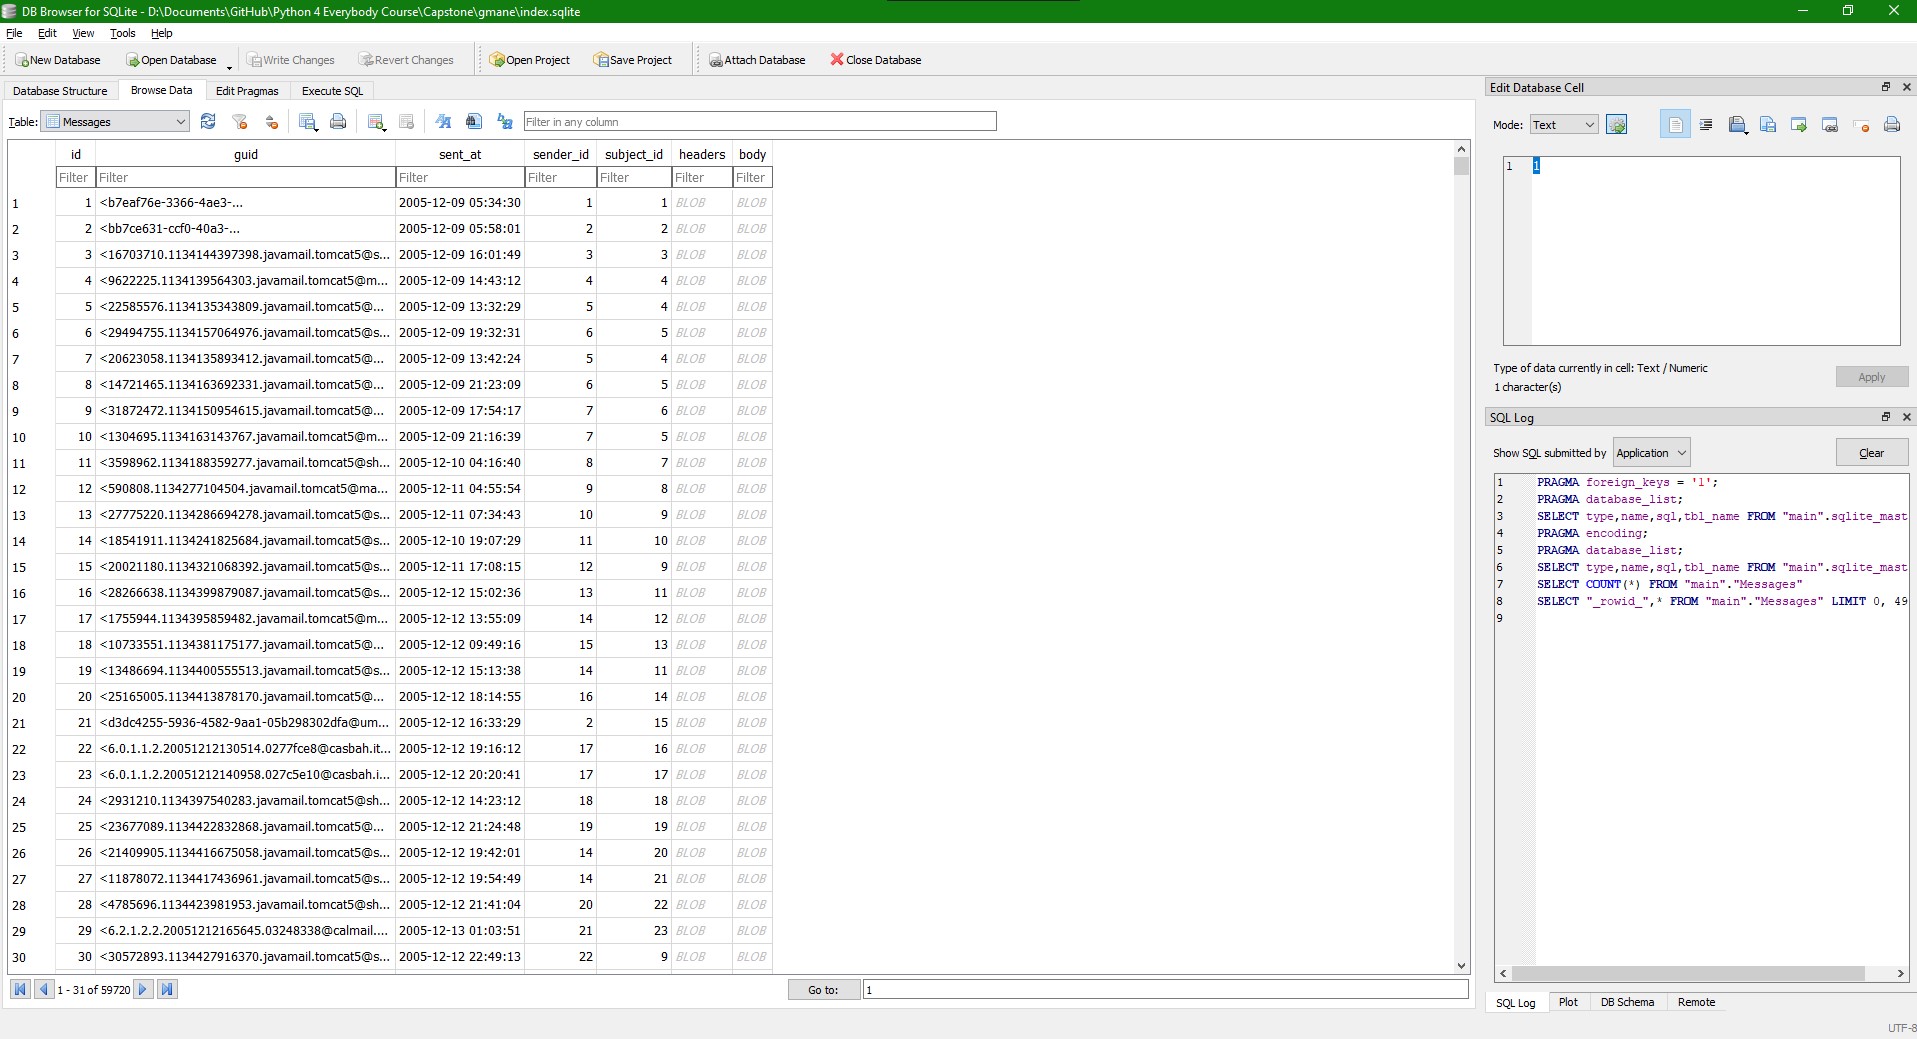 DB Browser for SQLite - D:\Documents\GitHub\Python 4 Everybody Course\Capstone\gmane\index.sqlite
File Edit View Tools Help
New Database Open Database Write Changes Revert Changes Open Project Save Project Attach Database Close Database
Database Structure Browse Data Edit Pragmas Execute SQL
Table: Messages Filter in any column
id guid sent_at sender_id subject_id headers body
Filter Filter Filter Filter Filter Filter Filter
1 1 <b7eaf76e-3366-4ae3-... 2005-12-09 05:34:30 1 1 BLOB BLOB
2 2 <bb7ce631-ccf0-40a3-... 2005-12-09 05:58:01 2 2 BLOB BLOB
3 3 <16703710.1134144397398.javamail.tomcat5@s... 2005-12-09 16:01:49 3 3 BLOB BLOB
4 4 <9622225.1134139564303.javamail.tomcat5@m... 2005-12-09 14:43:12 4 4 BLOB BLOB
5 5 <22585576.1134135343809.javamail.tomcat5@... 2005-12-09 13:32:29 5 4 BLOB BLOB
6 6 <29494755.1134157064976.javamail.tomcat5@s... 2005-12-09 19:32:31 6 5 BLOB BLOB
7 7 <20623058.1134135893412.javamail.tomcat5@... 2005-12-09 13:42:24 5 4 BLOB BLOB
8 8 <14721465.1134163692331.javamail.tomcat5@... 2005-12-09 21:23:09 6 5 BLOB BLOB
9 9 <31872472.1134150954615.javamail.tomcat5@... 2005-12-09 17:54:17 7 6 BLOB BLOB
10 10 <1304695.1134163143767.javamail.tomcat5@m... 2005-12-09 21:16:39 7 5 BLOB BLOB
11 11 <3598962.1134188359277.javamail.tomcat5@sh... 2005-12-10 04:16:40 8 7 BLOB BLOB
12 12 <590808.1134277104504.javamail.tomcat5@ma... 2005-12-11 04:55:54 9 8 BLOB BLOB
13 13 <27775220.1134286694278.javamail.tomcat5@s... 2005-12-11 07:34:43 10 9 BLOB BLOB
14 14 <18541911.1134241825684.javamail.tomcat5@s... 2005-12-10 19:07:29 11 10 BLOB BLOB
15 15 <20021180.1134321068392.javamail.tomcat5@s... 2005-12-11 17:08:15 12 9 BLOB BLOB
16 16 <28266638.1134399879087.javamail.tomcat5@s... 2005-12-12 15:02:36 13 11 BLOB BLOB
17 17 <1755944.1134395859482.javamail.tomcat5@m... 2005-12-12 13:55:09 14 12 BLOB BLOB
18 18 <10733551.1134381175177.javamail.tomcat5@... 2005-12-12 09:49:16 15 13 BLOB BLOB
19 19 <13486694.1134400555513.javamail.tomcat5@s... 2005-12-12 15:13:38 14 11 BLOB BLOB
20 20 <25165005.1134413878170.javamail.tomcat5@... 2005-12-12 18:14:55 16 14 BLOB BLOB
21 21 <d3dc4255-5936-4582-9aa1-05b298302dfa@um... 2005-12-12 16:33:29 2 15 BLOB BLOB
22 22 <6.0.1.1.2.20051212130514.0277fce8@casbah.it... 2005-12-12 19:16:12 17 16 BLOB BLOB
23 23 <6.0.1.1.2.20051212140958.027c5e10@casbah.i... 2005-12-12 20:20:41 17 17 BLOB BLOB
24 24 <2931210.1134397540283.javamail.tomcat5@sh... 2005-12-12 14:23:12 18 18 BLOB BLOB
25 25 <23677089.1134422832868.javamail.tomcat5@... 2005-12-12 21:24:48 19 19 BLOB BLOB
26 26 <21409905.1134416675058.javamail.tomcat5@s... 2005-12-12 19:42:01 14 20 BLOB BLOB
27 27 <11878072.1134417436961.javamail.tomcat5@s... 2005-12-12 19:54:49 14 21 BLOB BLOB
28 28 <4785696.1134423981953.javamail.tomcat5@sh... 2005-12-12 21:41:04 20 22 BLOB BLOB
29 29 <6.2.1.2.2.20051212165645.03248338@calmail.... 2005-12-13 01:03:51 21 23 BLOB BLOB
30 30 <30572893.1134427916370.javamail.tomcat5@s... 2005-12-12 22:49:13 22 9 BLOB BLOB
1 - 31 of 59720 Go to: 1
Edit Database Cell
Mode: Text
1 1
Type of data currently in cell: Text / Numeric
1 character(s)
Apply
SQL Log
Show SQL submitted by Application Clear
1 PRAGMA foreign_keys = '1';
2 PRAGMA database_list;
3 SELECT type,name,sql,tbl_name FROM "main".sqlite_mast
4 PRAGMA encoding;
5 PRAGMA database_list;
6 SELECT type,name,sql,tbl_name FROM "main".sqlite_mast
7 SELECT COUNT(*) FROM "main"."Messages"
8 SELECT "_rowid_",* FROM "main"."Messages" LIMIT 0, 49
9
SQL Log Plot DB Schema Remote
UTF-8